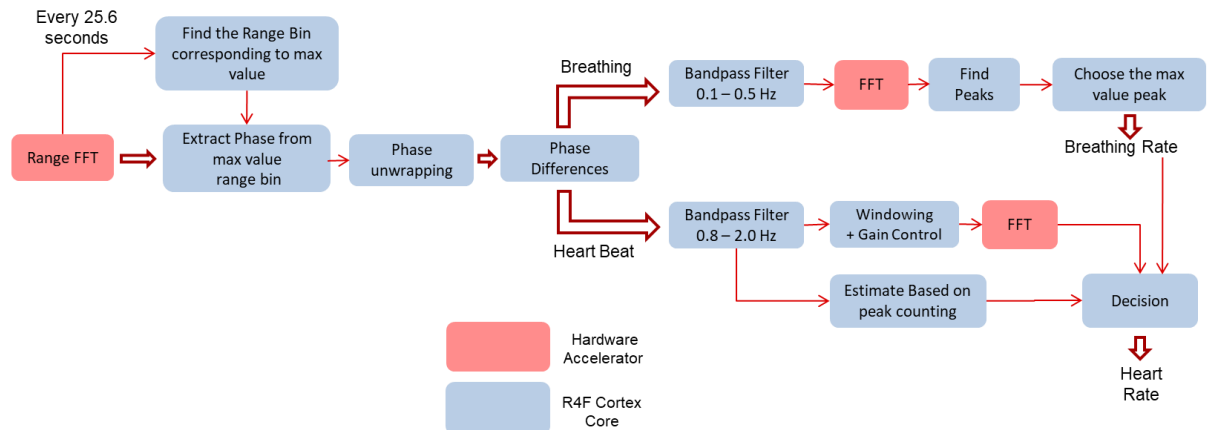 Every 25.6
seconds
Find the Range Bin
corresponding to max
value
Range FFT
Extract Phase from
max value
range bin
Phase
unwrapping
Phase
Differences
Breathing
Bandpass Filter
0.1 – 0.5 Hz
FFT
Find
Peaks
Choose the max
value peak
Breathing Rate
Heart Beat
Bandpass Filter
0.8 – 2.0 Hz
Windowing
+ Gain Control
FFT
Estimate Based on
peak counting
Decision
Heart
Rate
Hardware
Accelerator
R4F Cortex
Core